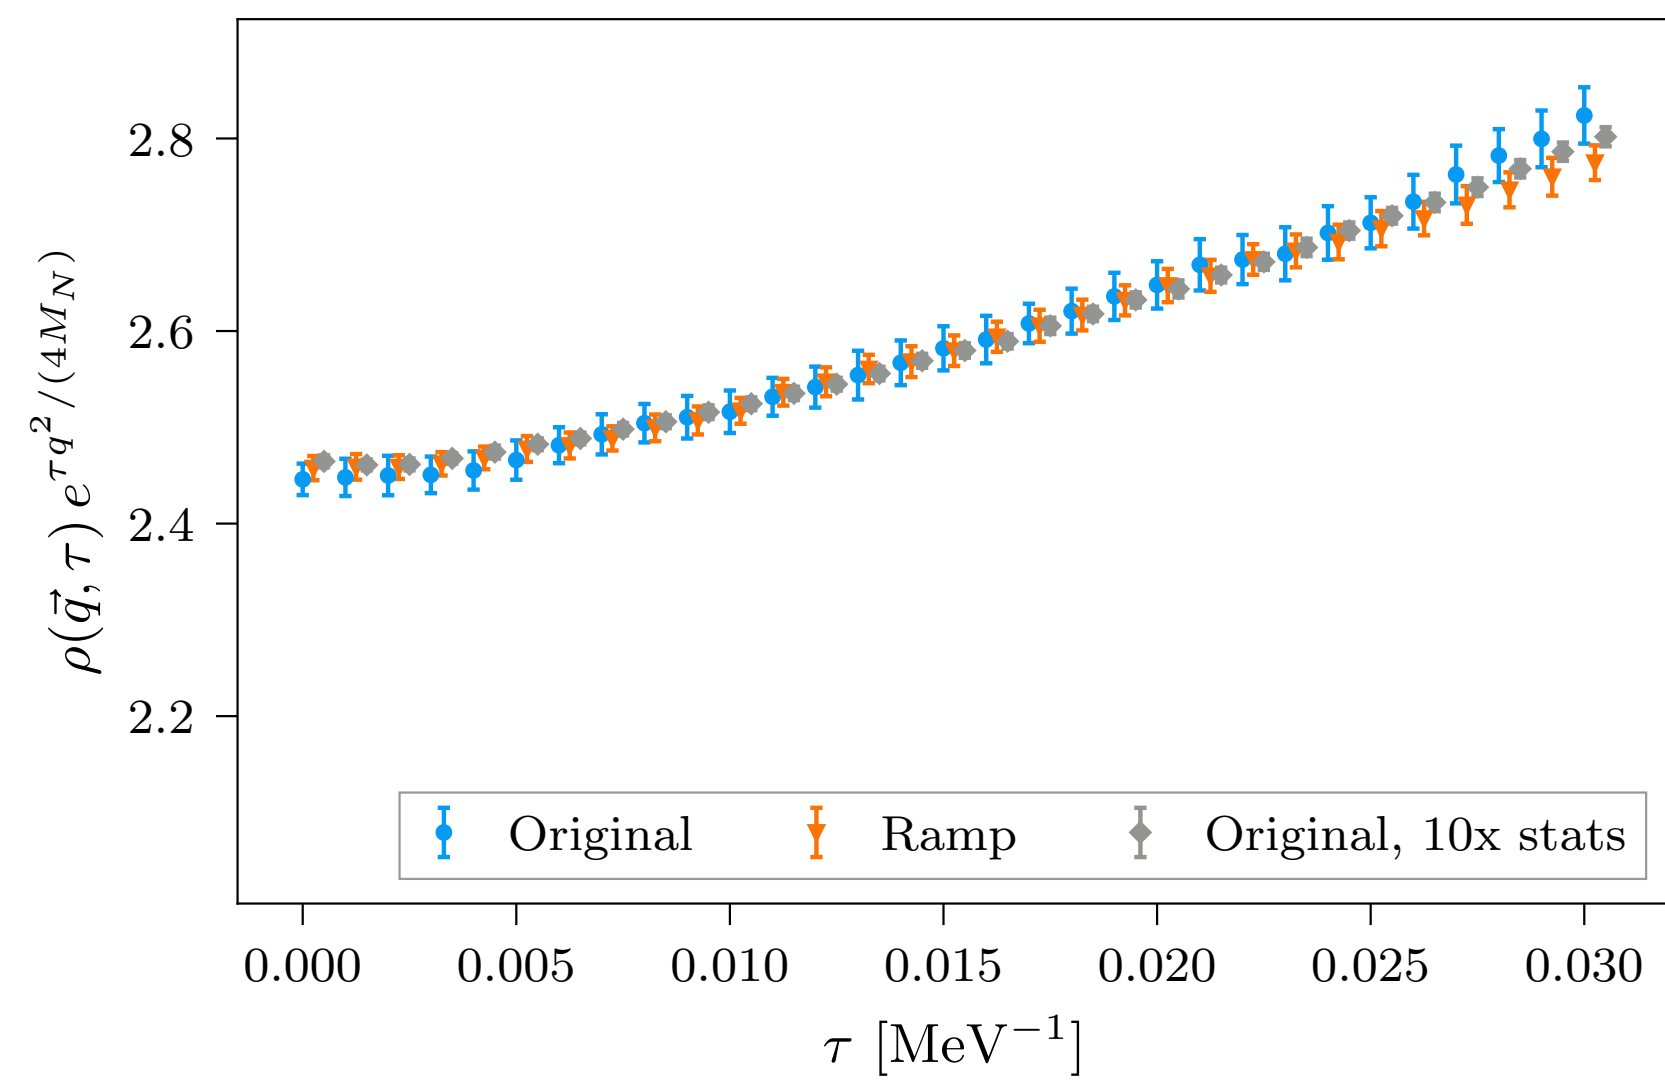 ρ(q⃗, τ) e^{τq²/(4M_N)}
2.8
2.6
2.4
2.2
Original Ramp Original, 10x stats
0.000 0.005 0.010 0.015 0.020 0.025 0.030
τ [MeV⁻¹]